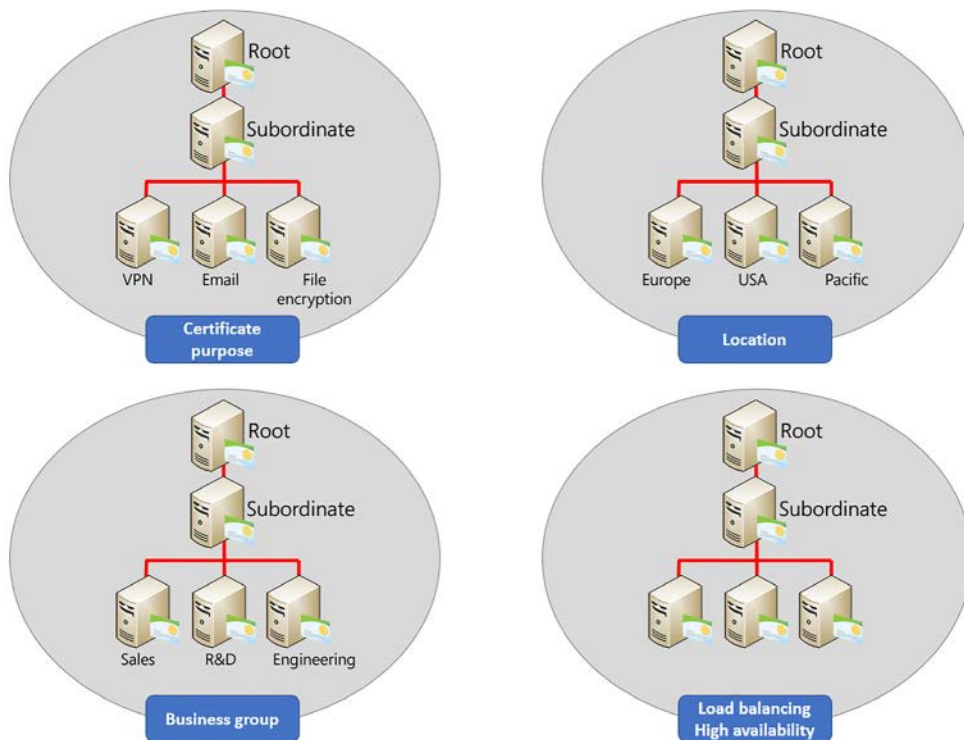 Root
Subordinate
VPN
Email
File
encryption
Certificate
purpose
Root
Subordinate
Europe
USA
Pacific
Location
Root
Subordinate
Sales
R&D
Engineering
Business group
Root
Subordinate
Load balancing
High availability